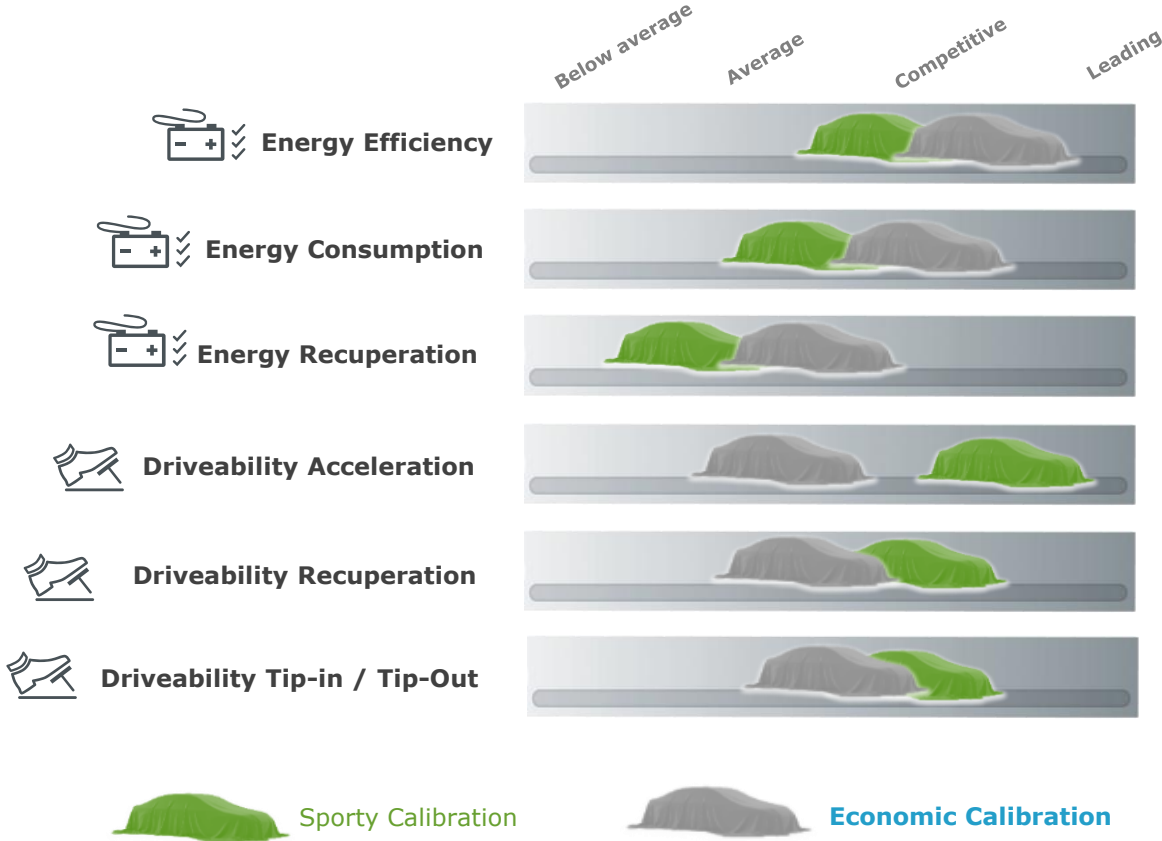 Below average
Average
Competitive
Leading
Energy Efficiency
Energy Consumption
Energy Recuperation
Driveability Acceleration
Driveability Recuperation
Driveability Tip-in / Tip-Out
Sporty Calibration
Economic Calibration